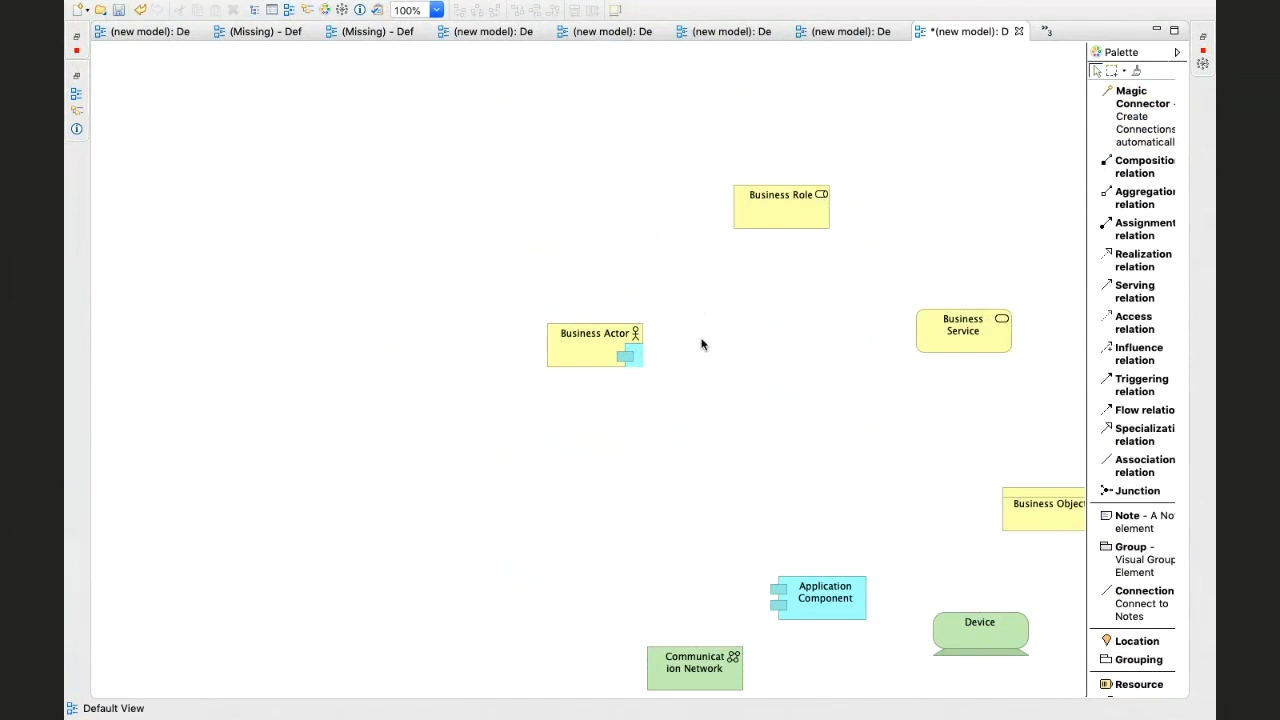 100%
(new model): De
(Missing) - Def
(Missing) - Def
(new model): De
(new model): De
(new model): De
(new model): De
*(new model): D
»3
Palette
Magic
Connector -
Create
Connections
automaticall
Compositio
relation
Aggregation
relation
Assignment
relation
Realization
relation
Serving
relation
Access
relation
Influence
relation
Triggering
relation
Flow relatio
Specializati
relation
Association
relation
Junction
Note - A No
element
Group -
Visual Group
Element
Connection
Connect to
Notes
Location
Grouping
Resource
Business Role
Business Actor
Business
Service
Business Object
Application
Component
Device
Communicat
ion Network
Default View